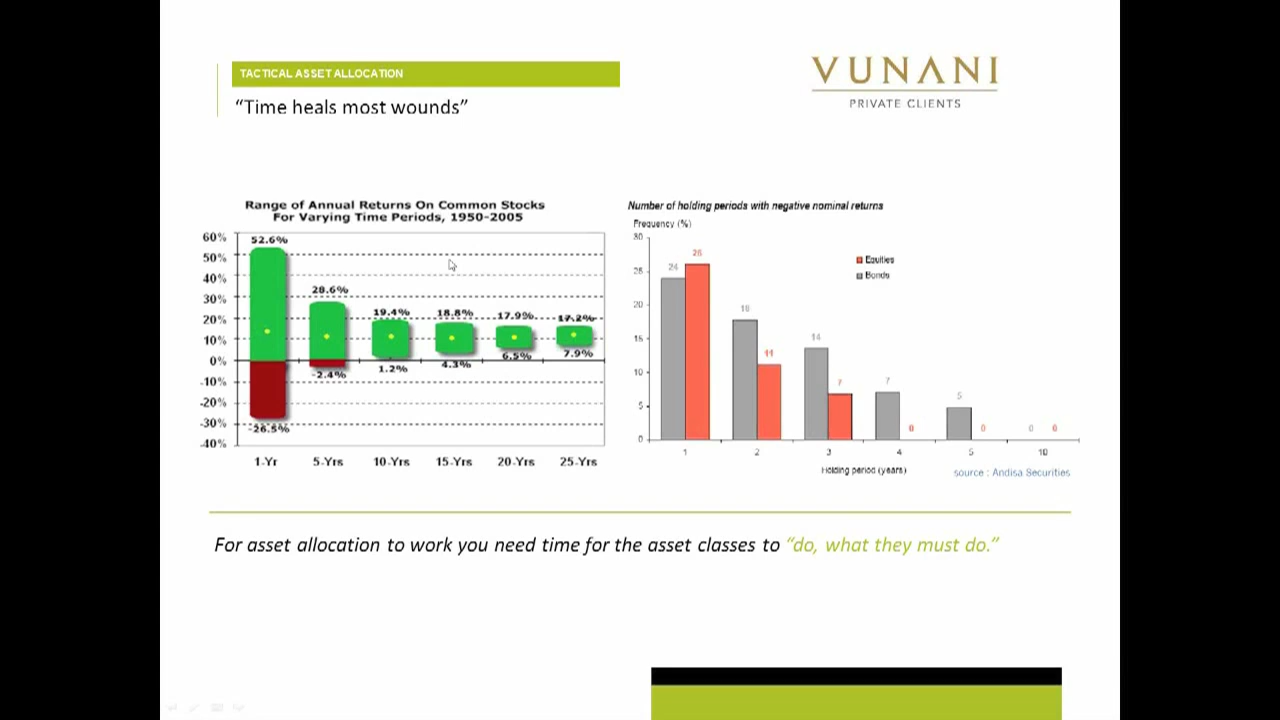 TACTICAL ASSET ALLOCATION
“Time heals most wounds”
VUNANI
PRIVATE CLIENTS
Range of Annual Returns On Common Stocks
For Varying Time Periods, 1950-2005
60%
50%
40%
30%
20%
10%
0%
-10%
-20%
-30%
-40%
52.6%
28.6%
19.4%
18.8%
17.9%
17.2%
-26.5%
-2.4%
1.2%
4.3%
6.5%
7.9%
1-Yr 5-Yrs 10-Yrs 15-Yrs 20-Yrs 25-Yrs
Number of holding periods with negative nominal returns
Frequency (%)
30
25
20
15
10
5
0
Equities
Bonds
24 26
18 11
14 7
7 0
5 0
0 0
1 2 3 4 5 10
Holding period (years)
source : Andisa Securities
For asset allocation to work you need time for the asset classes to “do, what they must do.”